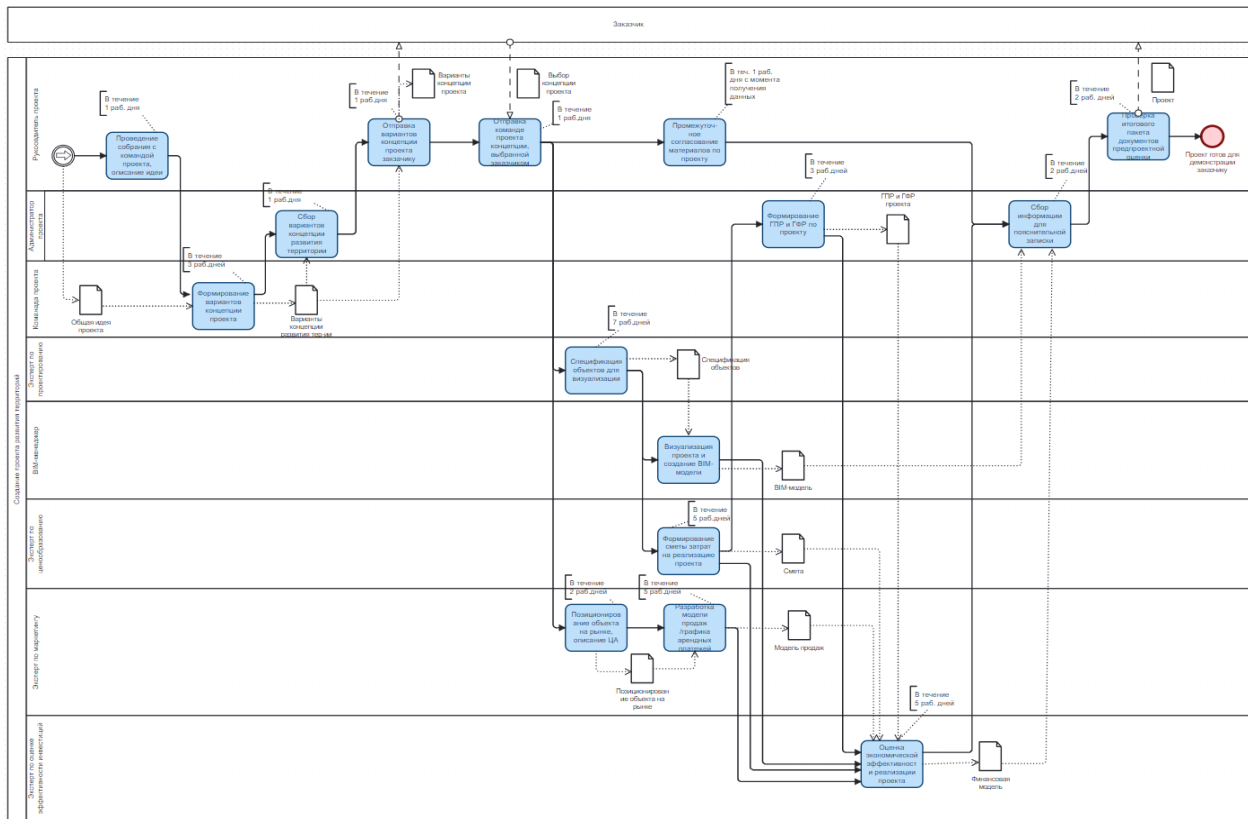 Заказчик
Создание проекта развития территорий
Руководитель проекта
В течение
1 раб. дня
Проведение
собрания с
командой
проекта,
описание идеи
В течение
1 раб.дня
Отправка
вариантов
концепции
проекта
заказчику
Варианты
концепции
проекта
Отправка
команде
проекта
концепции,
выбранной
заказчиком
Выбор
концепции
проекта
В течение
1 раб.дня
В теч. 1 раб.
дня с момента
получения
данных
Промежуточ-
ное
согласование
материалов по
проекту
В течение
2 раб. дней
Проект
Проверка
итогового
пакета
документов
предпроектной
оценки
Проект готов для
демонстрации
заказчику
Администратор
проекта
В течение
1 раб.дня
Сбор
вариантов
концепции
развития
территории
В течение
3 раб.дней
Формирование
ГПР и ГФР по
проекту
ГПР и ГФР
проекта
В течение
2 раб.дней
Сбор
информации
для
пояснительной
записки
Команада проекта
В течение
3 раб.дней
Общая идея
проекта
Формирование
вариантов
концепции
проекта
Варианты
концепции
развития тер-ии
Эксперт по
проектированию
В течение
7 раб.дней
Спецификация
объектов для
визуализации
Спецификация
объектов
BIM-менеджер
Визуализация
проекта и
создание BIM-
модели
BIM-модель
Эксперт по
ценообразованию
В течение
5 раб.дней
Формирование
сметы затрат
на реализацию
проекта
Смета
Эксперт по маркетингу
В течение
2 раб.дней
Позициониров
ание объекта
на рынке,
описание ЦА
В течение
5 раб.дней
Разработка
модели
продаж
/графика
арендных
платежей
Модель продаж
Позиционирован
ие объекта на
рынке
Эксперт по оценке
эффективности инвестиций
В течение
5 раб. дней
Оценка
экономической
эффективност
и реализации
проекта
Финансовая
модель